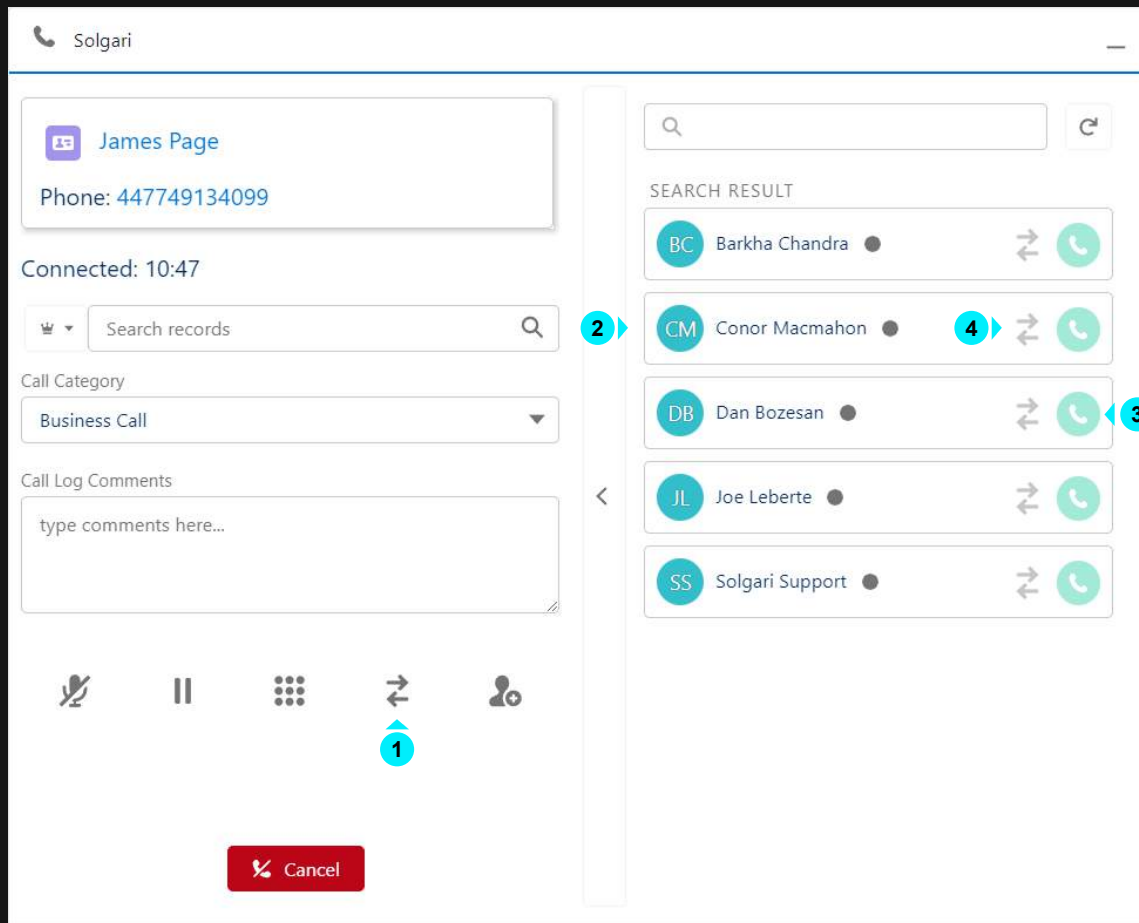 Solgari
James Page
Phone: 447749134099
Connected: 10:47
Search records
Call Category
Business Call
Call Log Comments
type comments here...
1
Cancel
SEARCH RESULT
BC Barkha Chandra
2 CM Conor Macmahon 4
DB Dan Bozesan 3
JL Joe Leberte
SS Solgari Support